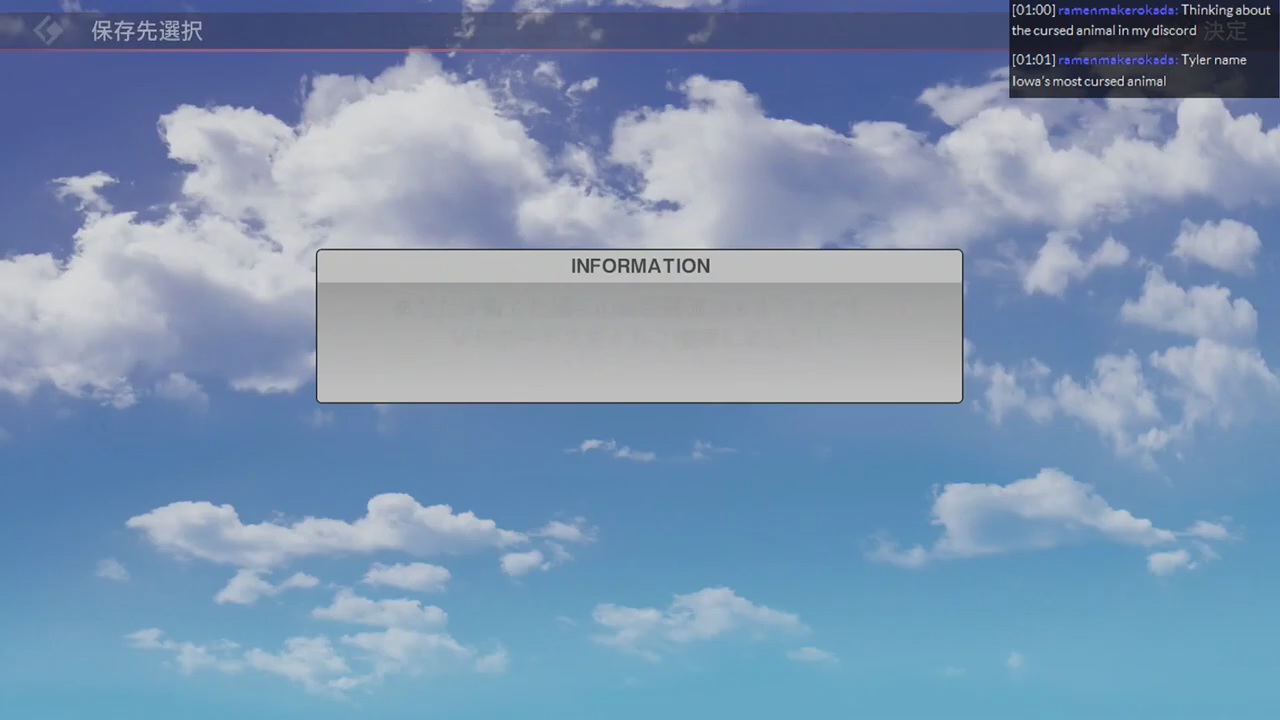 保存先選択
決定
[01:00] ramenmakerokada: Thinking about
the cursed animal in my discord
[01:01] ramenmakerokada: Tyler name
Iowa's most cursed animal
INFORMATION